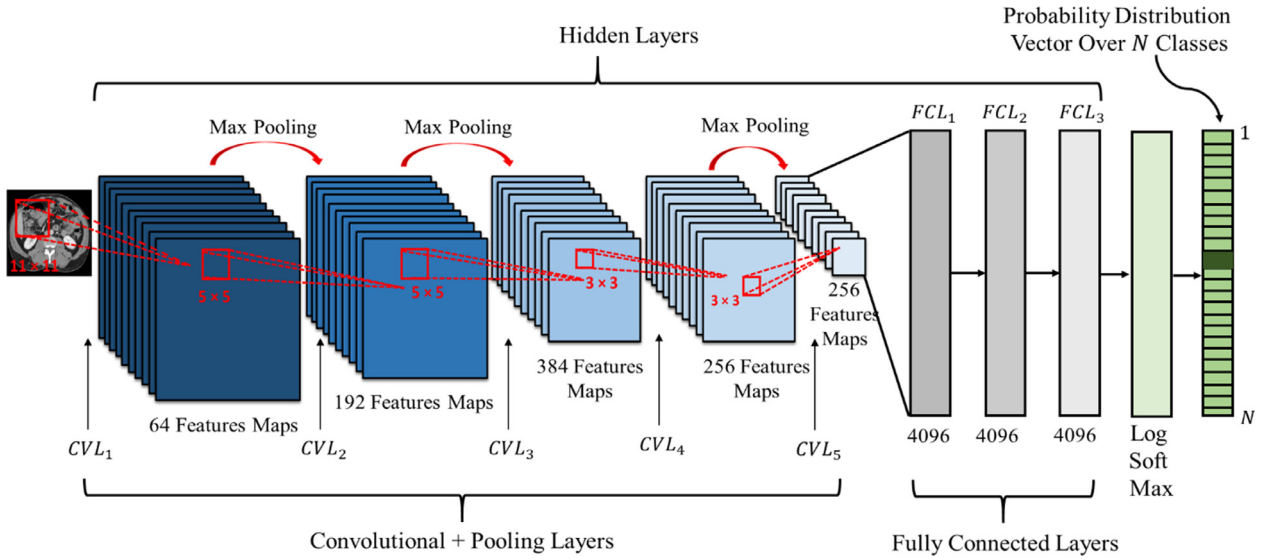 Probability Distribution
Vector Over N Classes
Hidden Layers
Max Pooling
Max Pooling
Max Pooling
FCL₁
FCL₂
FCL₃
1
11 × 11
5 × 5
5 × 5
3 × 3
3 × 3
256
Features
Maps
384 Features
Maps
256 Features
Maps
192 Features Maps
64 Features Maps
N
CVL₁
CVL₂
CVL₃
CVL₄
CVL₅
4096
4096
4096
Log
Soft
Max
Convolutional + Pooling Layers
Fully Connected Layers